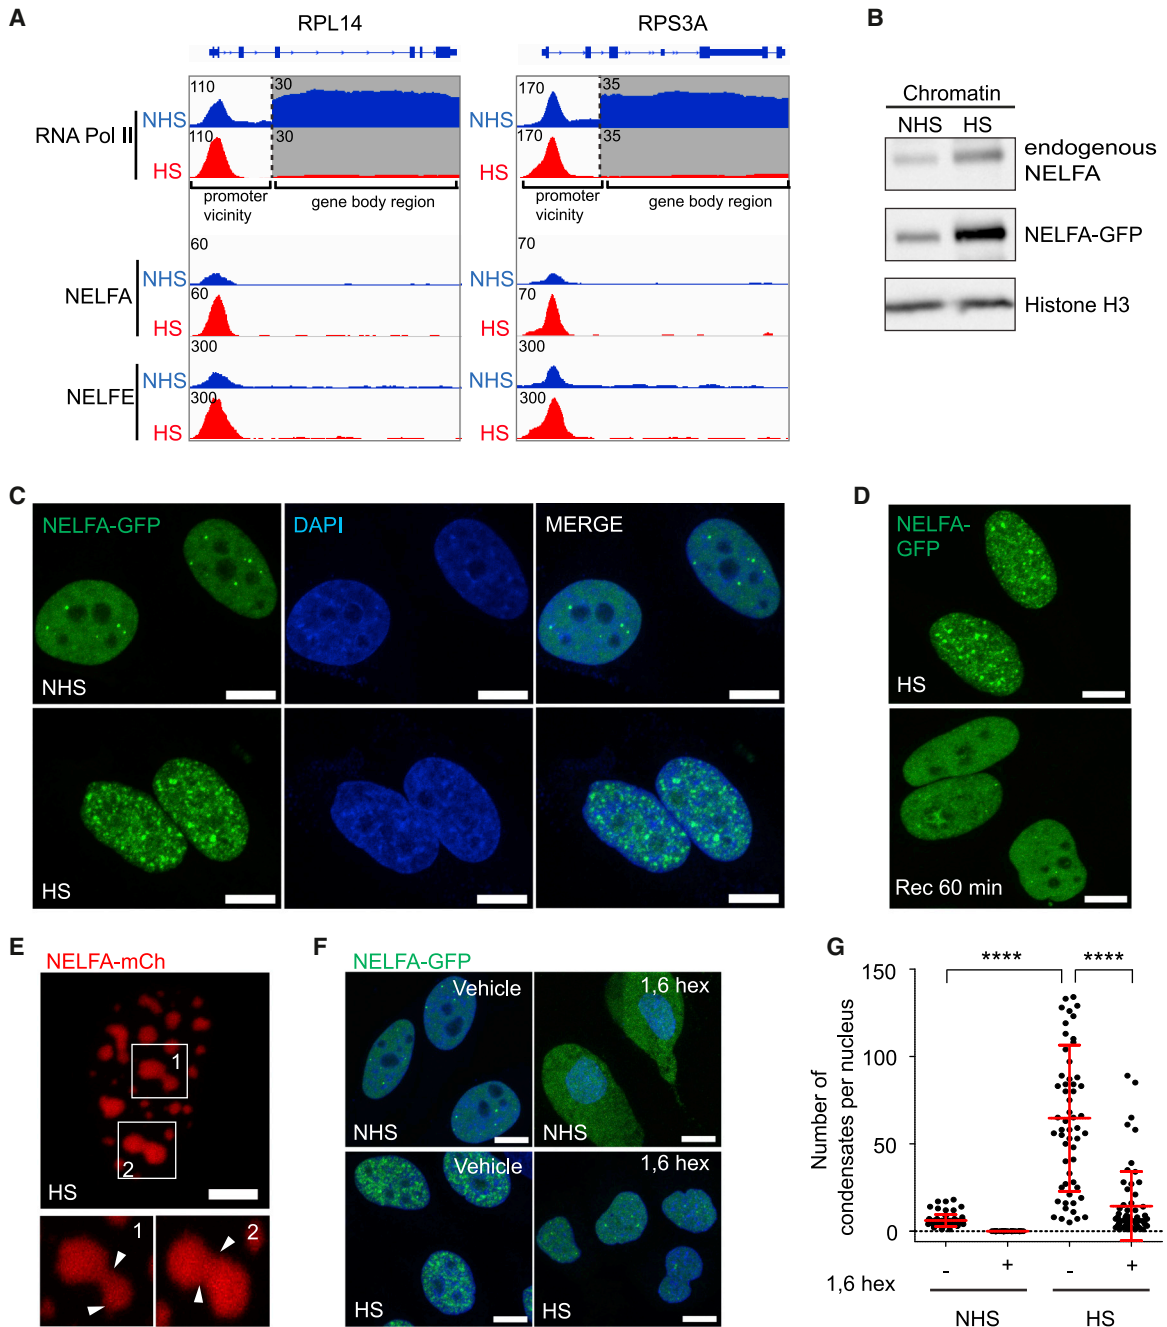 A
RPL14
RPS3A
RNA Pol II
NHS
110
30
HS
110
30
promoter
vicinity
gene body region
NHS
170
35
HS
170
35
promoter
vicinity
gene body region
NELFA
NHS
60
HS
60
NHS
70
HS
70
NELFE
NHS
300
HS
300
NHS
300
HS
300
B
Chromatin
NHS
HS
endogenous
NELFA
NELFA-GFP
Histone H3
C
NELFA-GFP
DAPI
MERGE
NHS
HS
D
NELFA-
GFP
HS
Rec 60 min
E
NELFA-mCh
1
2
HS
1
2
F
NELFA-GFP
Vehicle
NHS
1,6 hex
NHS
Vehicle
HS
1,6 hex
HS
G
Number of
condensates per nucleus
150
100
50
0
****
****
1,6 hex
- + - +
NHS
HS